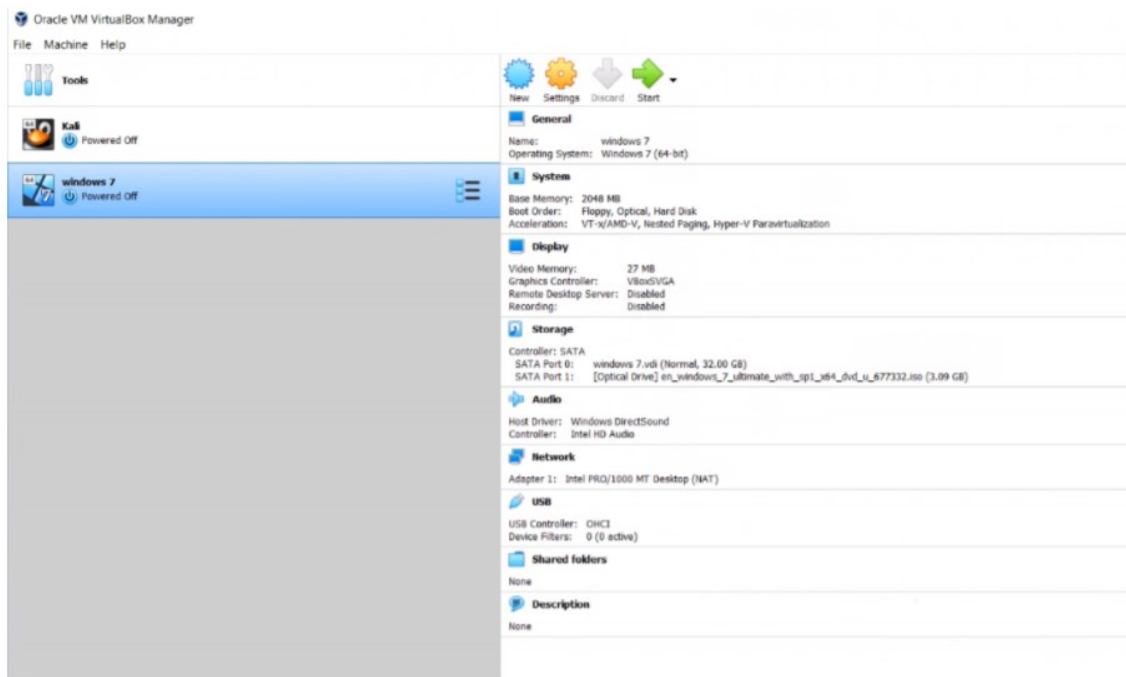 Oracle VM VirtualBox Manager
File Machine Help
Tools
Kali
Powered Off
windows 7
Powered Off
New Settings Discard Start
General
Name: windows 7
Operating System: Windows 7 (64-bit)
System
Base Memory: 2048 MB
Boot Order: Floppy, Optical, Hard Disk
Acceleration: VT-x/AMD-V, Nested Paging, Hyper-V Paravirtualization
Display
Video Memory: 27 MB
Graphics Controller: VBoxSVGA
Remote Desktop Server: Disabled
Recording: Disabled
Storage
Controller: SATA
SATA Port 0: windows 7.vdi (Normal, 32.00 GB)
SATA Port 1: [Optical Drive] en_windows_7_ultimate_with_sp1_x64_dvd_u_677332.iso (3.09 GB)
Audio
Host Driver: Windows DirectSound
Controller: Intel HD Audio
Network
Adapter 1: Intel PRO/1000 MT Desktop (NAT)
USB
USB Controller: OHCI
Device Filters: 0 (0 active)
Shared folders
None
Description
None